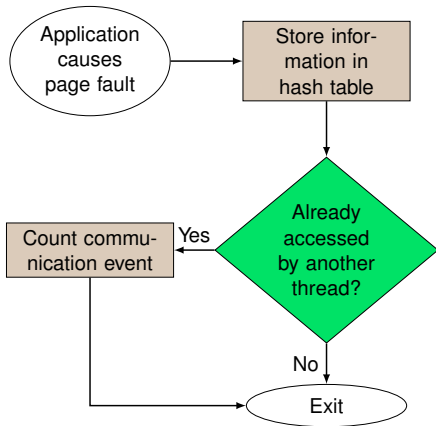 Application
causes
page fault
Store infor-
mation in
hash table
Already
accessed
by another
thread?
Yes
Count commu-
nication event
No
Exit